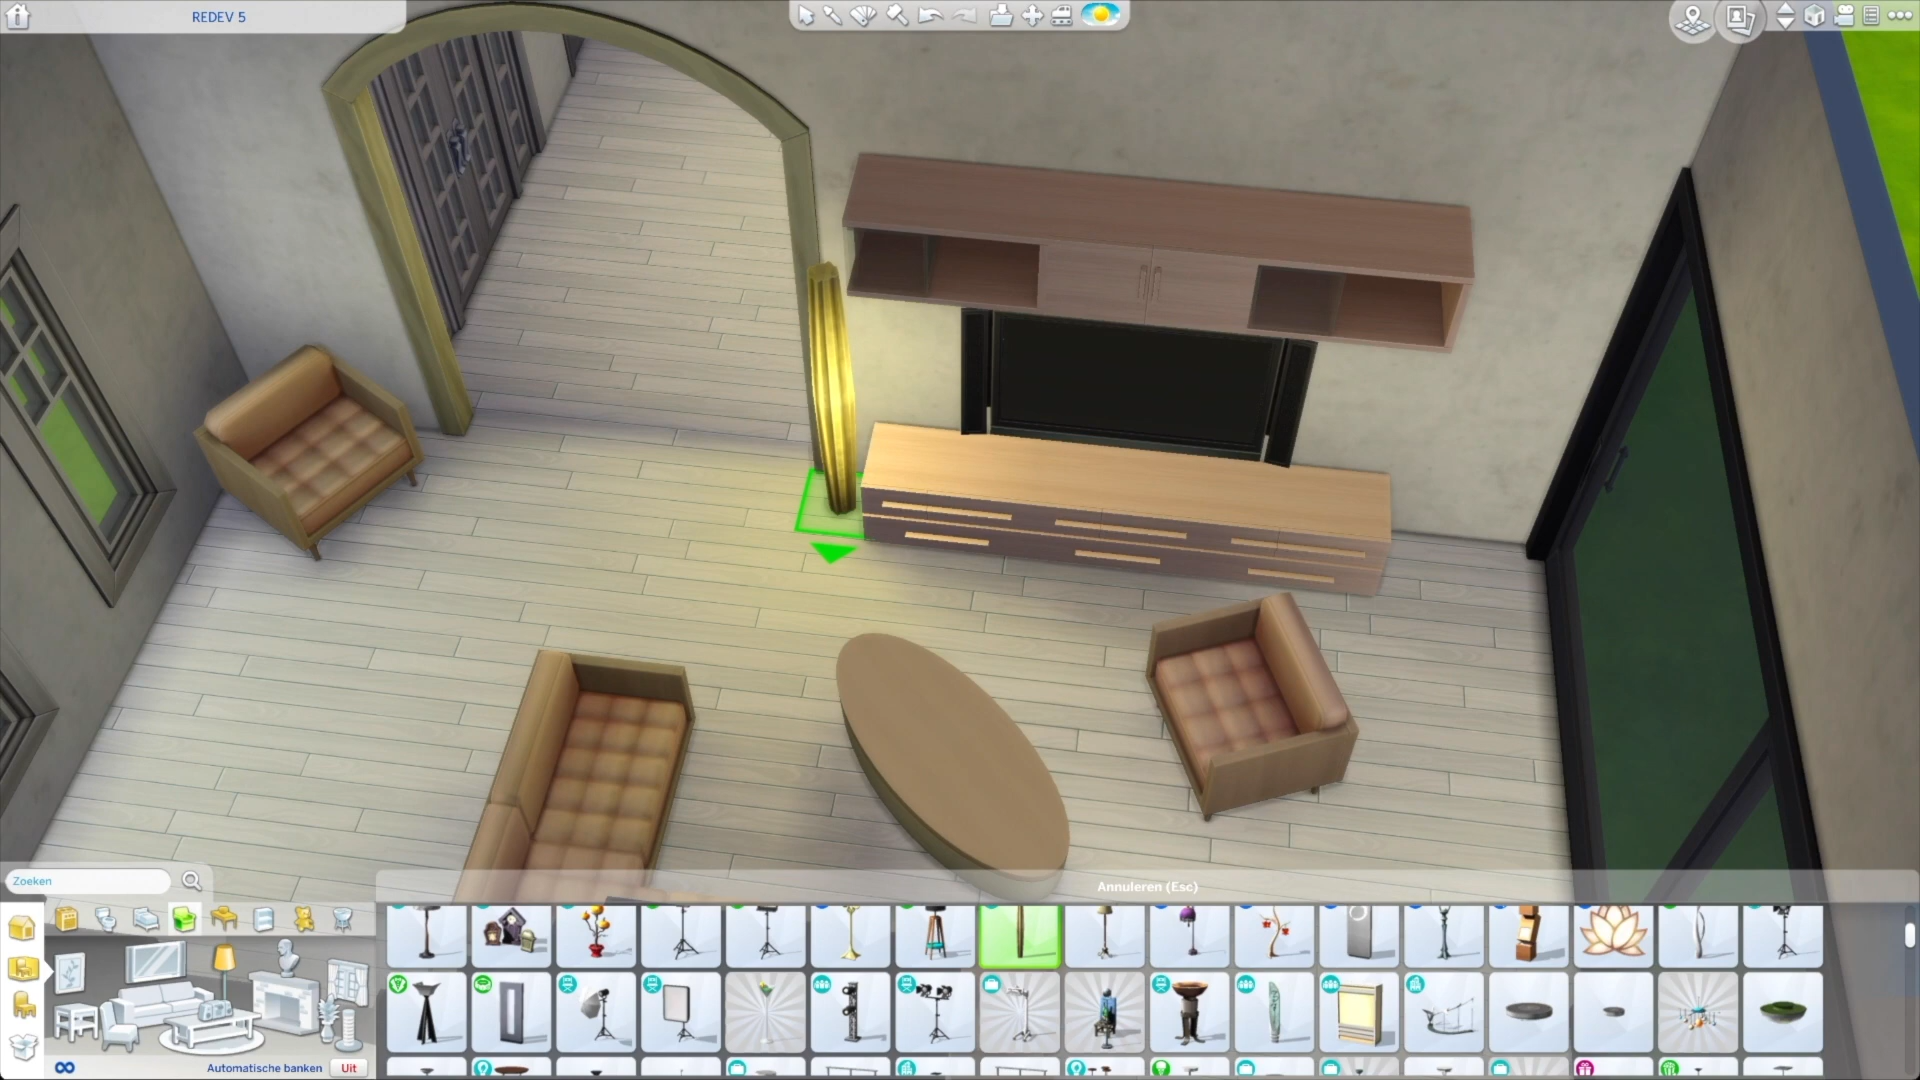 REDEV 5
Zoeken
Annuleren (Esc)
Automatische banken
Uit